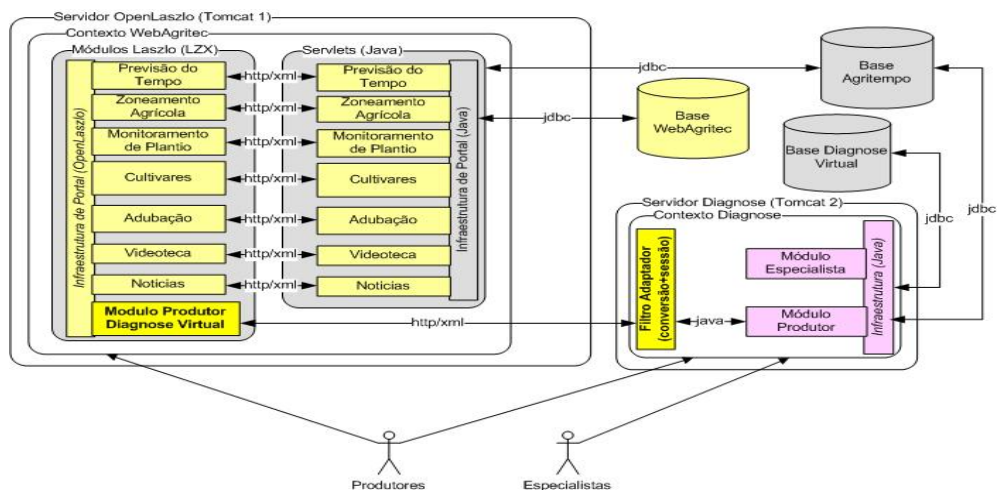 Servidor OpenLaszlo (Tomcat 1)
Contexto WebAgritec
Módulos Laszlo (LZX)
Servlets (Java)
Infraestrutura de Portal (OpenLaszlo)
Previsão do
Tempo
http/xml
Previsão do
Tempo
Zoneamento
Agrícola
http/xml
Zoneamento
Agrícola
Monitoramento
de Plantio
http/xml
Monitoramento
de Plantio
Cultivares
http/xml
Cultivares
Adubação
http/xml
Adubação
Videoteca
http/xml
Videoteca
Noticias
http/xml
Noticias
Modulo Produtor
Diagnose Virtual
Infraestrutura de Portal (Java)
jdbc
Base
Agritempo
jdbc
Base
WebAgritec
Base Diagnose
Virtual
jdbc
jdbc
Servidor Diagnose (Tomcat 2)
Contexto Diagnose
http/xml
Filtro Adaptador
(conversão+sessão)
java
Módulo
Especialista
Módulo
Produtor
Infraestrutura (Java)
Produtores
Especialistas